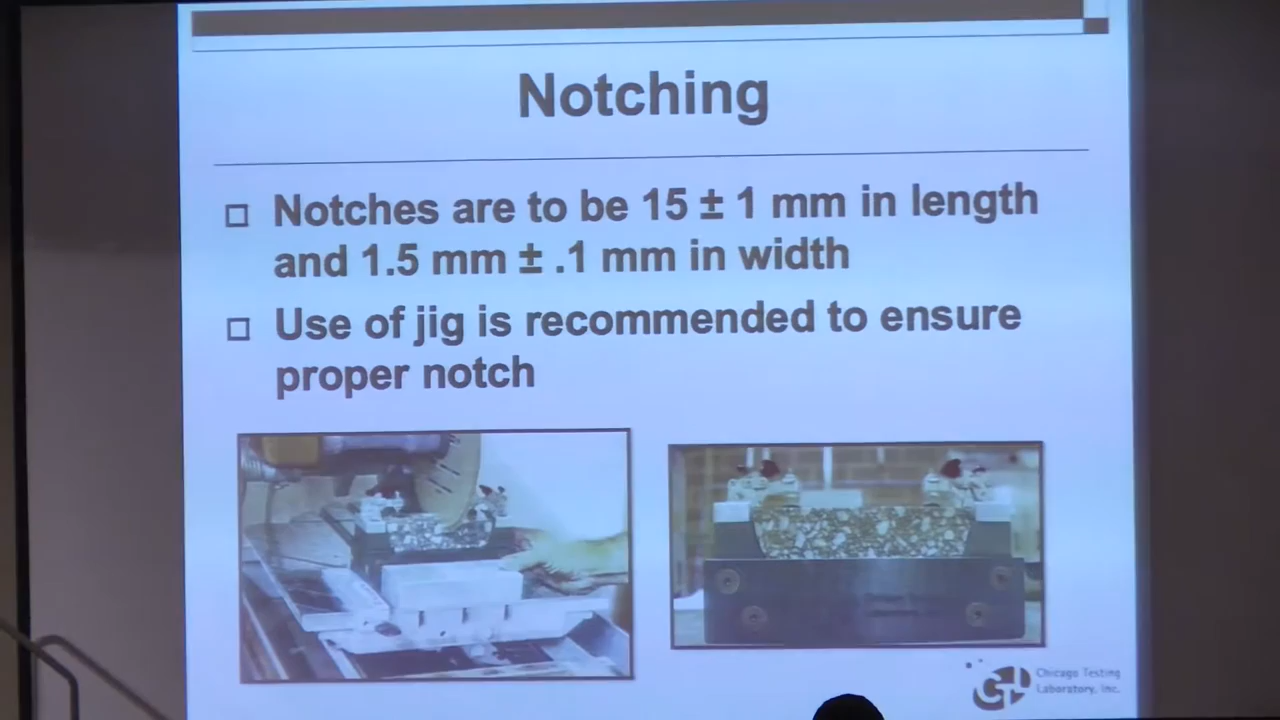 Notching
Notches are to be 15 ± 1 mm in length
and 1.5 mm ± .1 mm in width
Use of jig is recommended to ensure
proper notch
Chicago Testing
Laboratory, Inc.